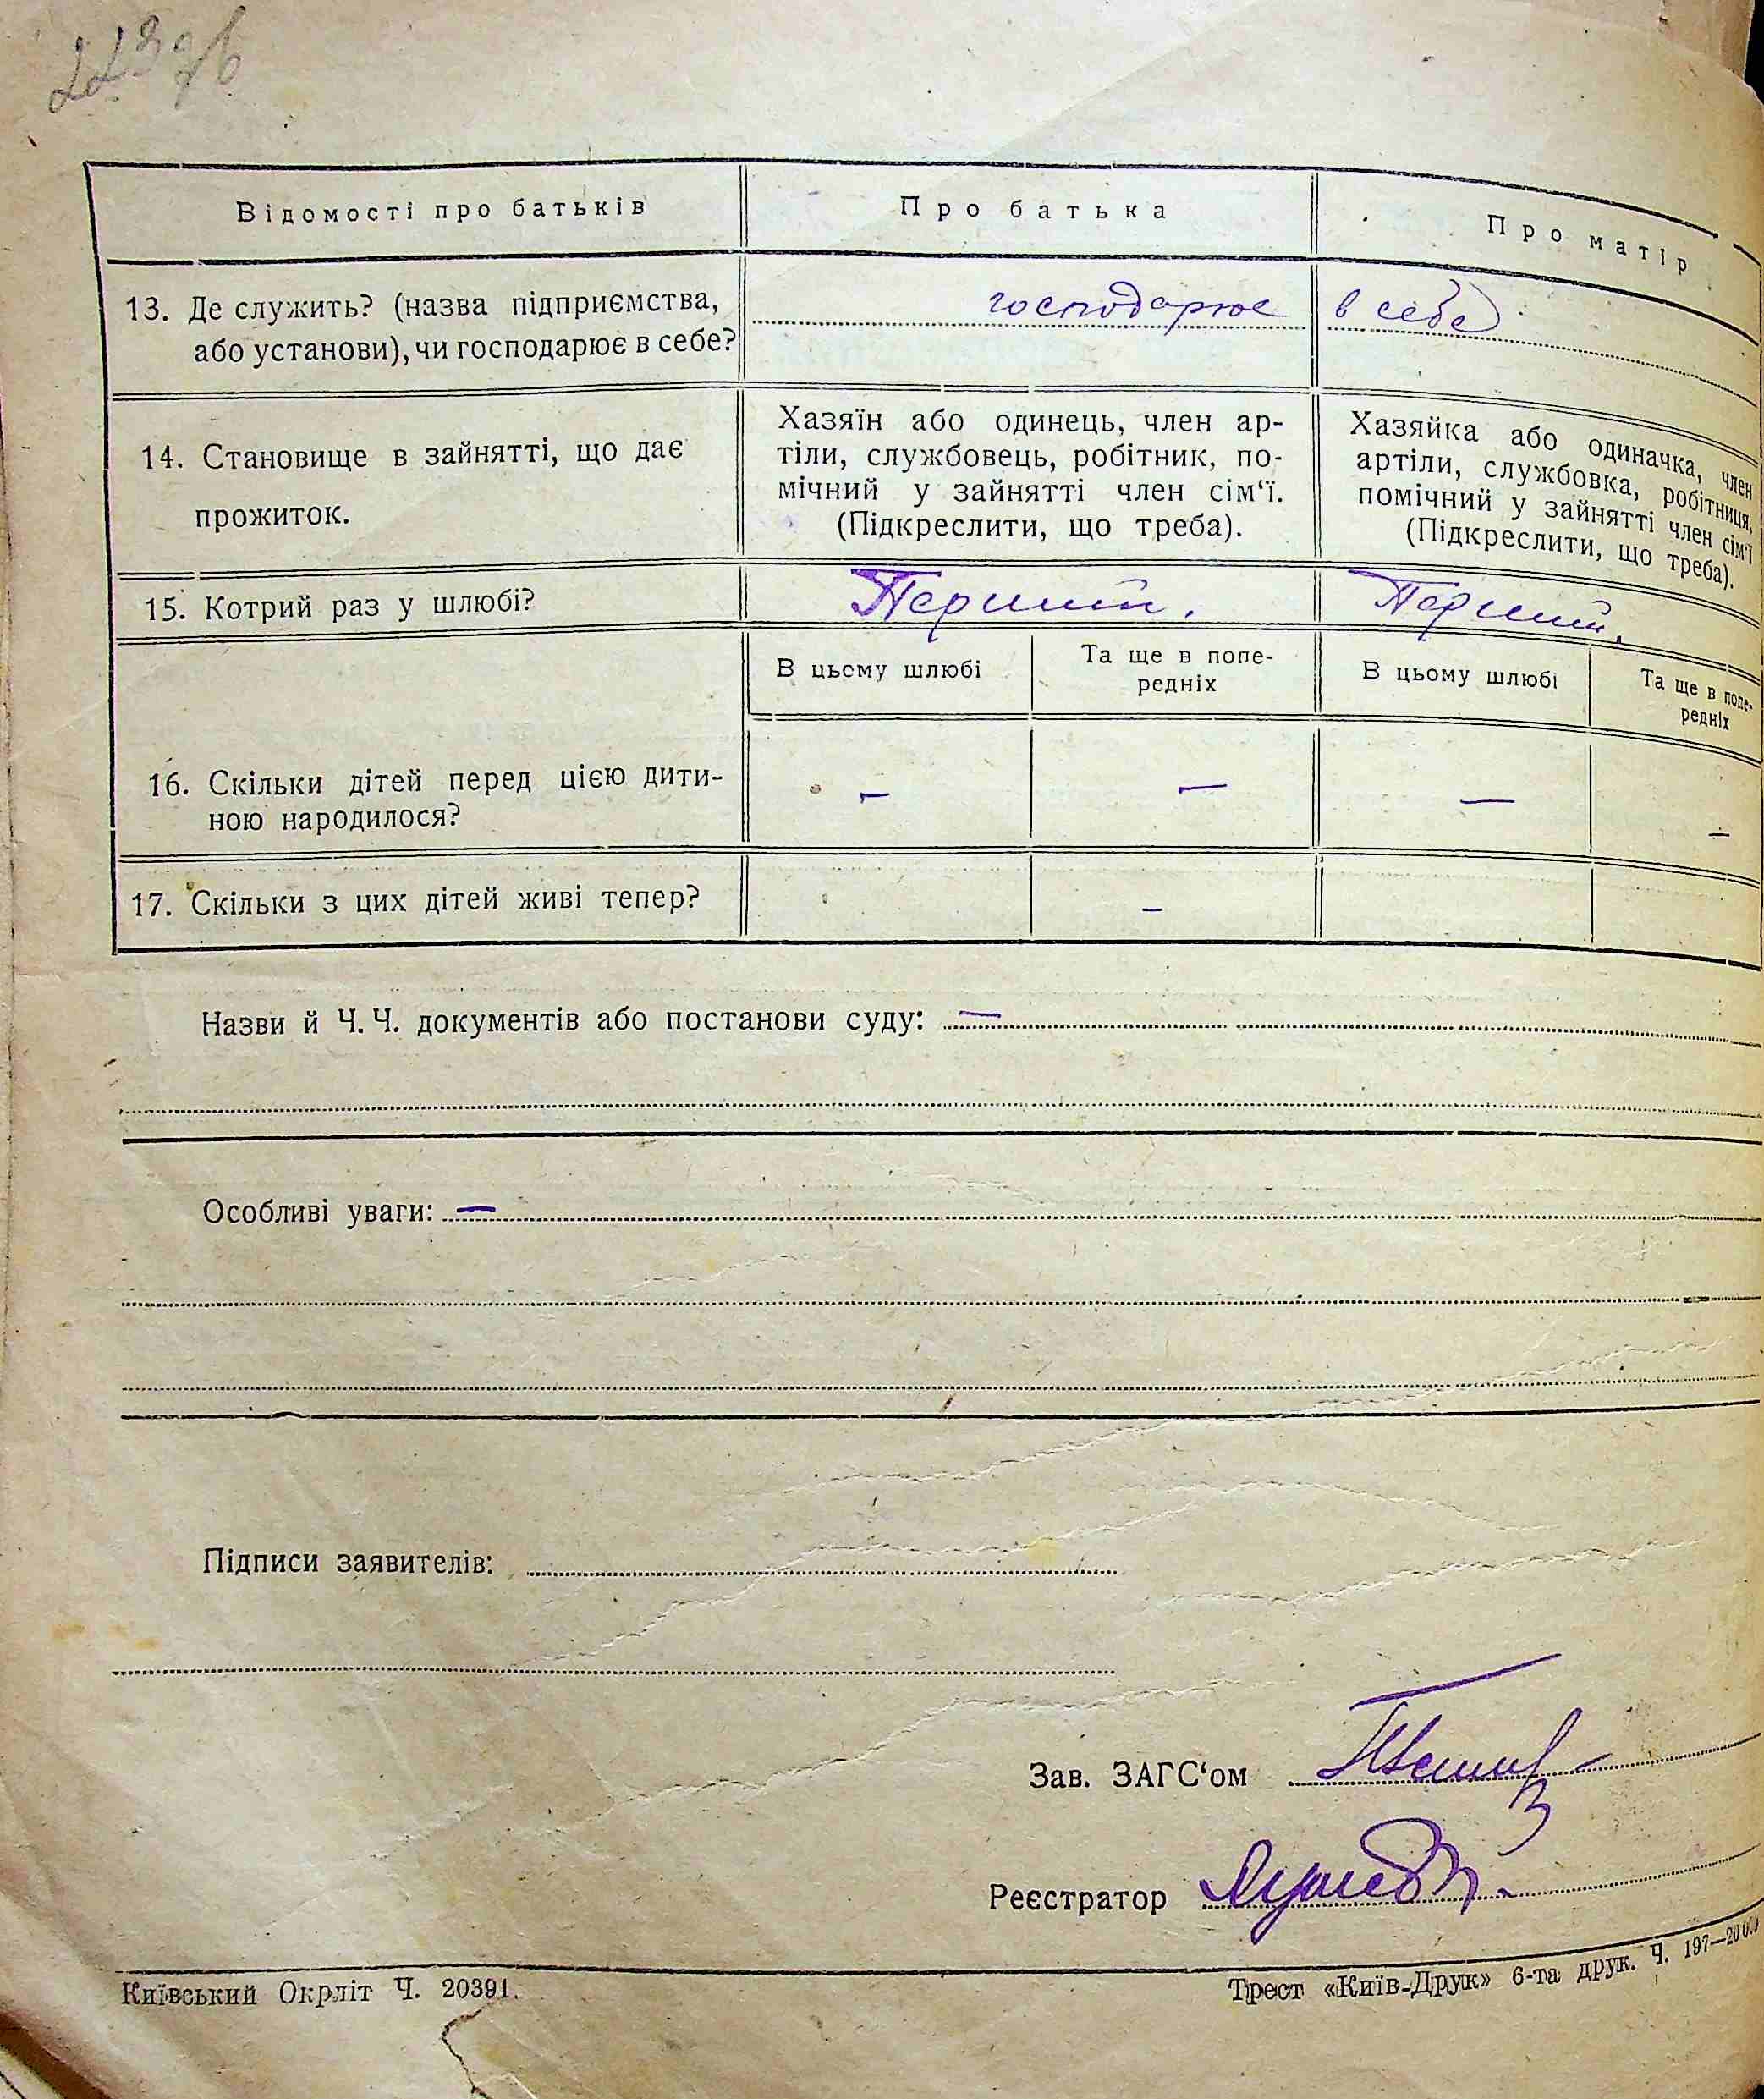 223 зв
Відомості про батьків
Про батька
Про матір
13. Де служить? (назва підприємства,
або установи), чи господарює в себе?
господарює в себе
14. Становище в зайнятті, що дає
прожиток.
Хазяїн або одинець, член ар-
тіли, службовець, робітник, по-
мічний у зайнятті член сім‘ї.
(Підкреслити, що треба).
Хазяйка або одиначка, член
артіли, службовка, робітниця,
помічний у зайнятті член сім‘ї
(Підкреслити, що треба).
15. Котрий раз у шлюбі?
Перший.
Перший.
В цьому шлюбі
Та ще в попе-
редніх
В цьому шлюбі
Та ще в попе-
редніх
16. Скільки дітей перед цією дити-
ною народилося?
— — — —
17. Скільки з цих дітей живі тепер?
—
Назви й Ч. Ч. документів або постанови суду: —
Особливі уваги: —
Підписи заявителів:
Зав. ЗАГС‘ом
Реєстратор
Київський Окрліт Ч. 20391.
Трест «Київ-Друк» 6-та друк. Ч. 197—20000